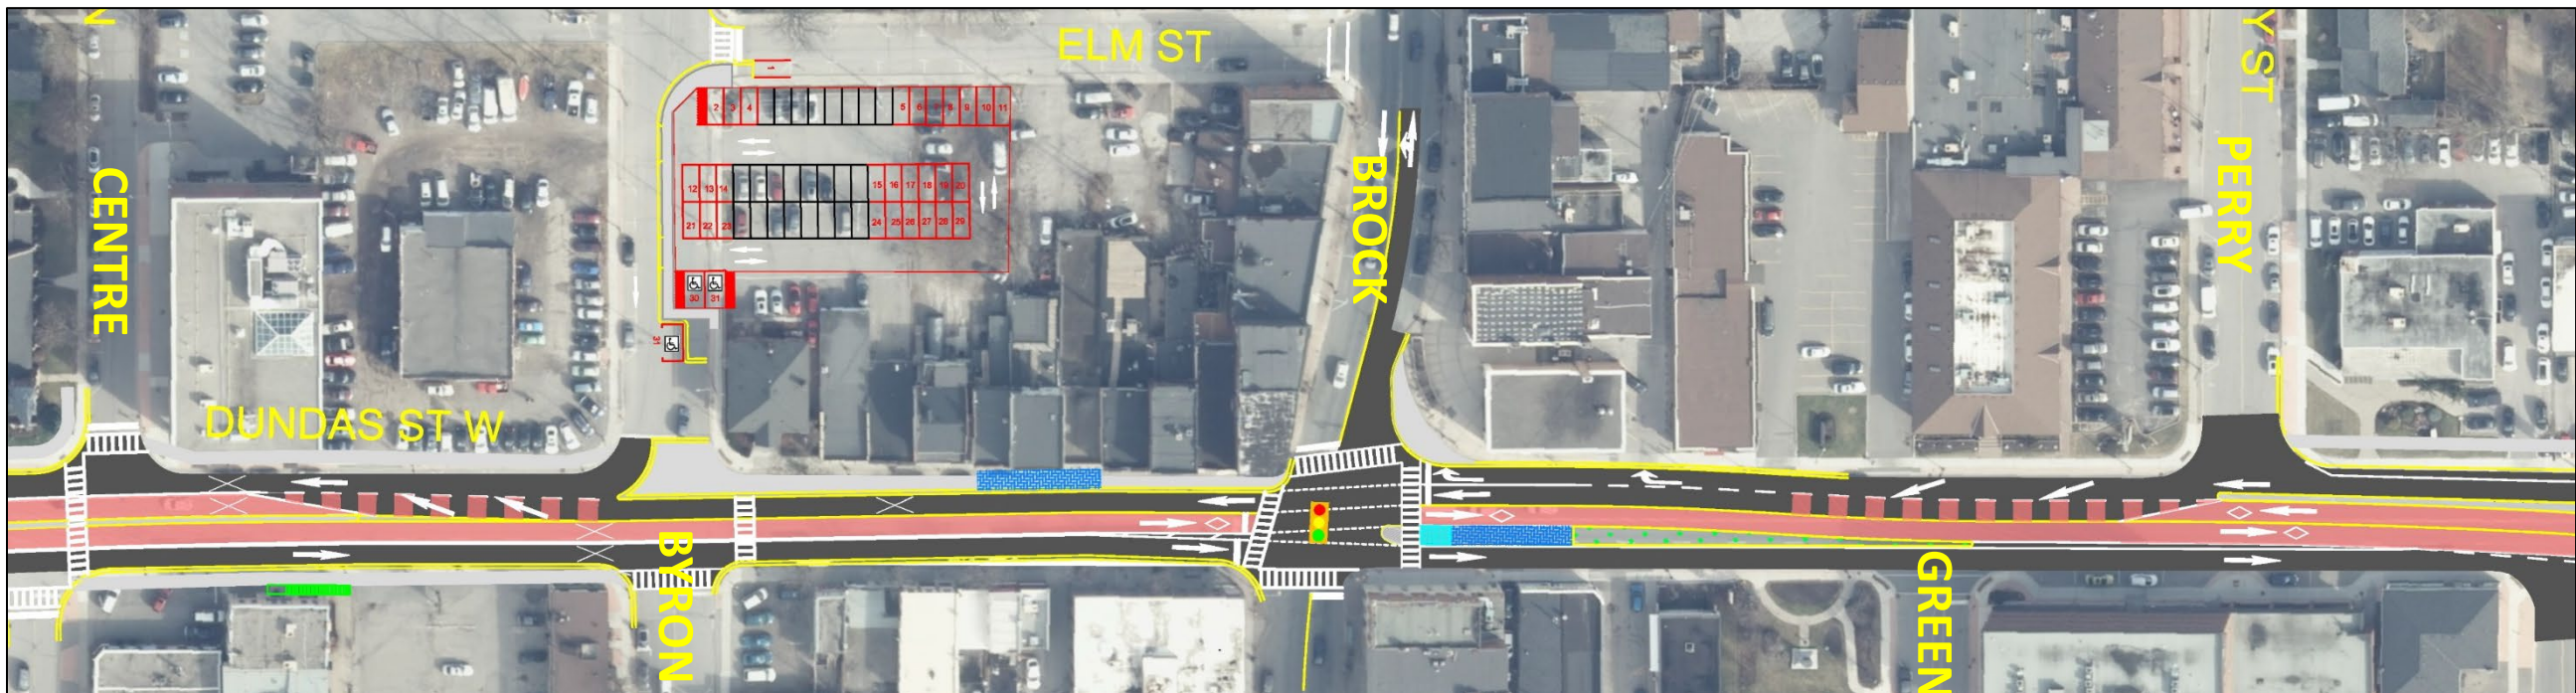 N
ELM ST
Y ST
1
2 3 4 5 6 7 8 9 10 11
CENTRE
BROCK
PERRY
12 13 14 15 16 17 18 19 20
21 22 23 24 25 26 27 28 29
30 31
31
DUNDAS ST W
BYRON
GREEN